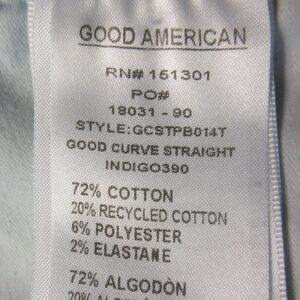 GOOD AMERICAN
RN# 151301
PO#
18031 - 90
STYLE:GCSTPB014T
GOOD CURVE STRAIGHT
INDIGO390
72% COTTON
20% RECYCLED COTTON
6% POLYESTER
2% ELASTANE
72% ALGODÒN
20%